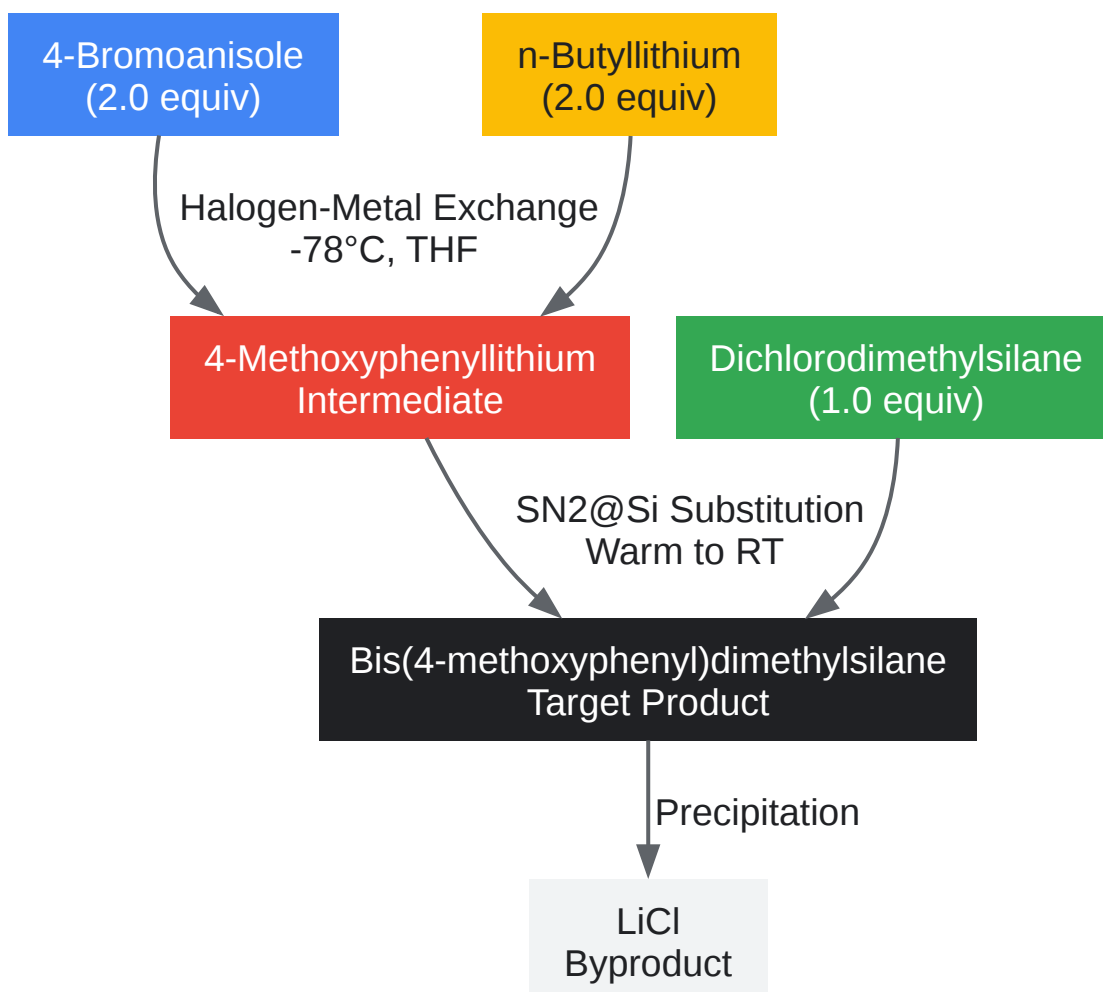 4-Bromoanisole
(2.0 equiv)
n-Butyllithium
(2.0 equiv)
Halogen-Metal Exchange
-78°C, THF
4-Methoxyphenyllithium
Intermediate
Dichlorodimethylsilane
(1.0 equiv)
SN2@Si Substitution
Warm to RT
Bis(4-methoxyphenyl)dimethylsilane
Target Product
Precipitation
LiCl
Byproduct